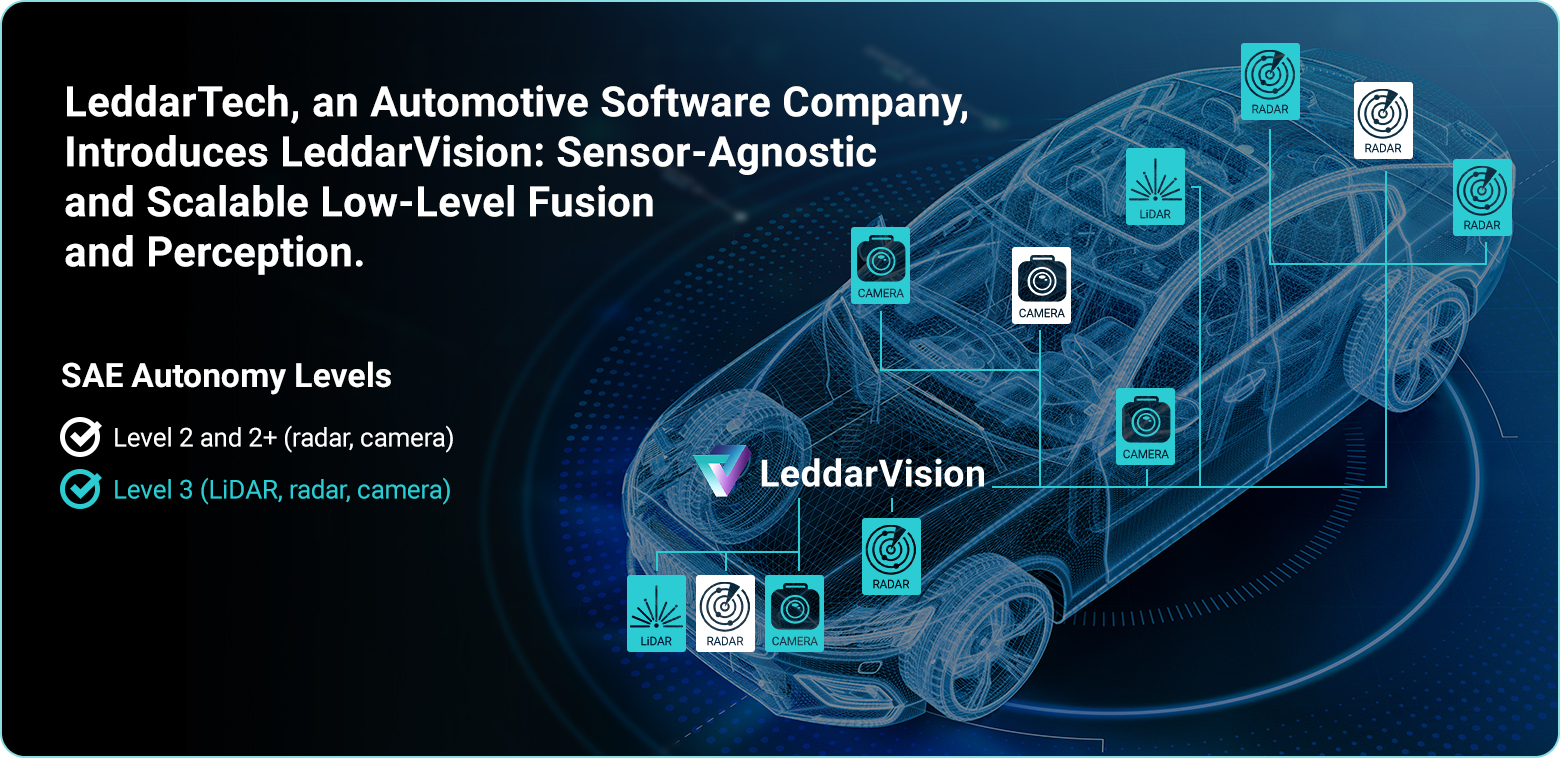 LeddarTech, an Automotive Software Company,
Introduces LeddarVision: Sensor-Agnostic
and Scalable Low-Level Fusion
and Perception.
SAE Autonomy Levels
Level 2 and 2+ (radar, camera)
Level 3 (LiDAR, radar, camera)
RADAR
RADAR
LiDAR
RADAR
CAMERA
CAMERA
CAMERA
LeddarVision
RADAR
LiDAR
RADAR
CAMERA